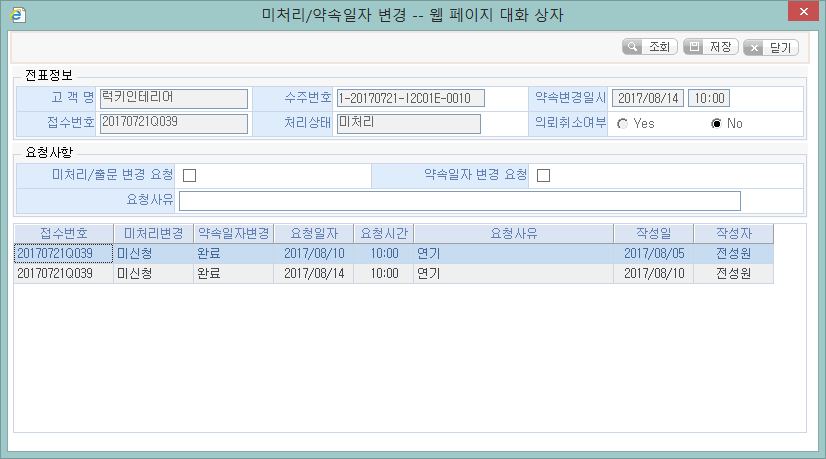 미처리/약속일자 변경 -- 웹 페이지 대화 상자
조회 저장 닫기
전표정보
고 객 명 럭키인테리어 수주번호 1-20170721-I2C01E-0010 약속변경일시 2017/08/14 10:00
접수번호 20170721Q039 처리상태 미처리 의뢰취소여부 Yes No
요청사항
미처리/출문 변경 요청 약속일자 변경 요청
요청사유
접수번호 미처리변경 약속일자변경 요청일자 요청시간 요청사유 작성일 작성자
20170721Q039 미신청 완료 2017/08/10 10:00 연기 2017/08/05 전성원
20170721Q039 미신청 완료 2017/08/14 10:00 연기 2017/08/10 전성원